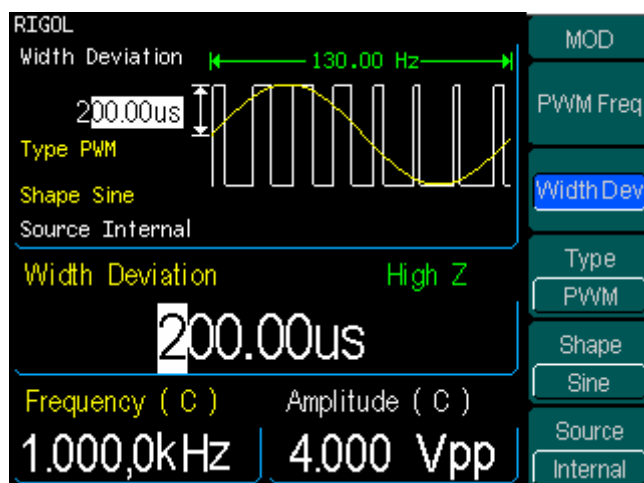 RIGOL
Width Deviation
130.00 Hz
200.00us
Type PWM
Shape Sine
Source Internal
Width Deviation High Z
200.00us
Frequency ( C ) Amplitude ( C )
1.000,0kHz 4.000 Vpp
MOD
PWM Freq
Width Dev
Type
PWM
Shape
Sine
Source
Internal